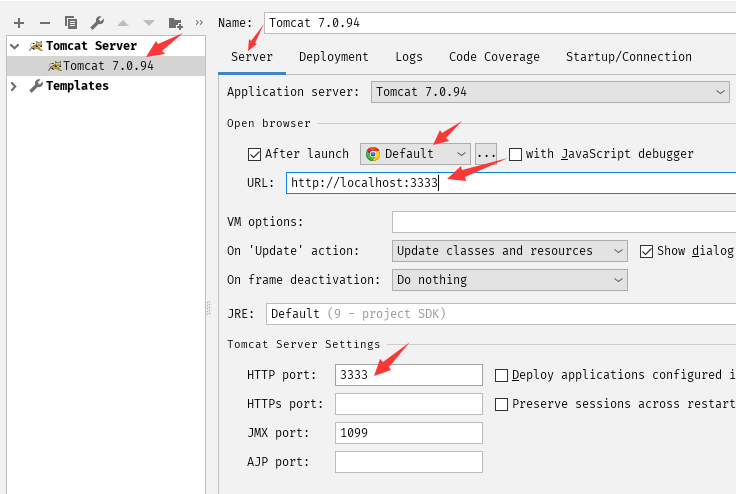 Name: Tomcat 7.0.94
Tomcat Server
Tomcat 7.0.94
Templates
Server Deployment Logs Code Coverage Startup/Connection
Application server: Tomcat 7.0.94
Open browser
After launch Default ... with JavaScript debugger
URL: http://localhost:3333
VM options:
On 'Update' action: Update classes and resources Show dialog
On frame deactivation: Do nothing
JRE: Default (9 - project SDK)
Tomcat Server Settings
HTTP port: 3333 Deploy applications configured i
HTTPs port: Preserve sessions across restart
JMX port: 1099
AJP port: